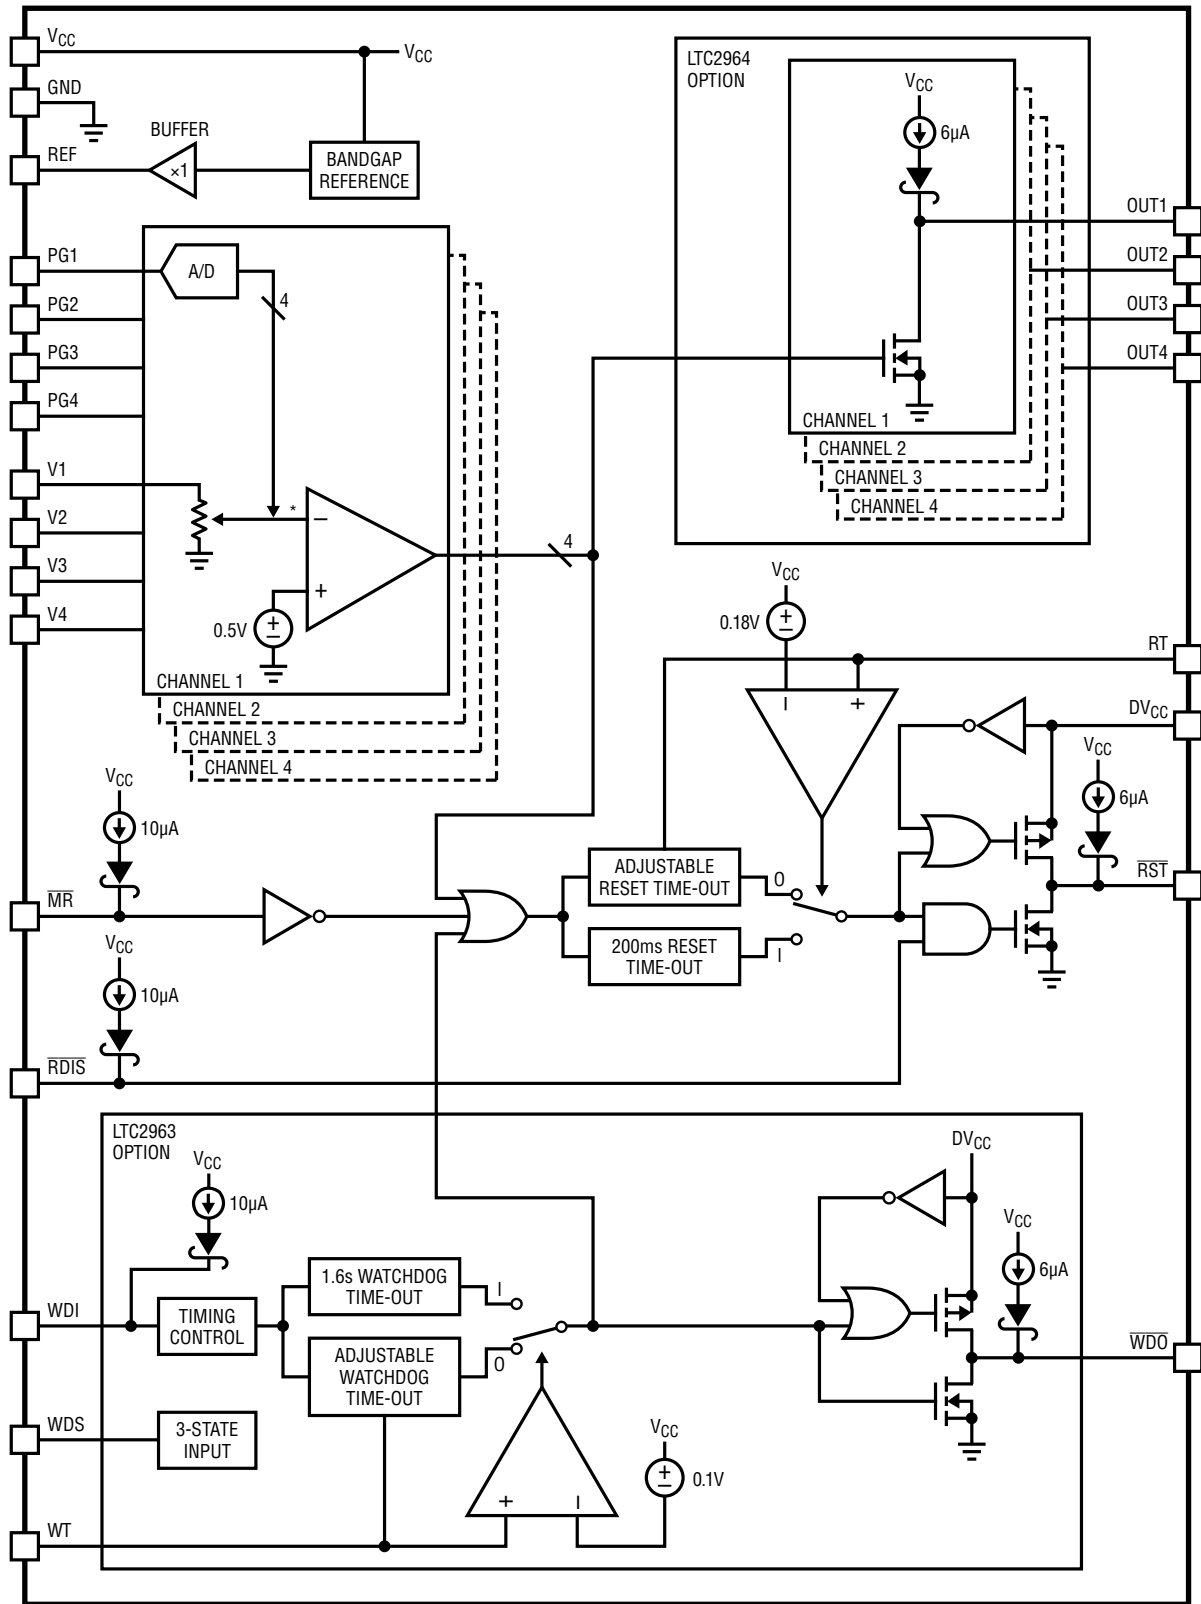 VCC
VCC
GND
BUFFER
REF
×1
BANDGAP
REFERENCE
LTC2964
OPTION
VCC
6µA
OUT1
OUT2
OUT3
OUT4
CHANNEL 1
CHANNEL 2
CHANNEL 3
CHANNEL 4
PG1
A/D
4
PG2
PG3
PG4
V1
*
−
V2
V3
+
V4
0.5V
+
−
4
CHANNEL 1
CHANNEL 2
CHANNEL 3
CHANNEL 4
VCC
0.18V
+
−
RT
I
+
DVCC
VCC
6µA
RST
VCC
10µA
MR
ADJUSTABLE
RESET TIME-OUT
0
200ms RESET
TIME-OUT
I
VCC
10µA
RDIS
LTC2963
OPTION
VCC
10µA
DVCC
VCC
6µA
1.6s WATCHDOG
TIME-OUT
I
WDI
TIMING
CONTROL
ADJUSTABLE
WATCHDOG
TIME-OUT
0
WDO
WDS
3-STATE
INPUT
VCC
+
−
0.1V
+
I
WT